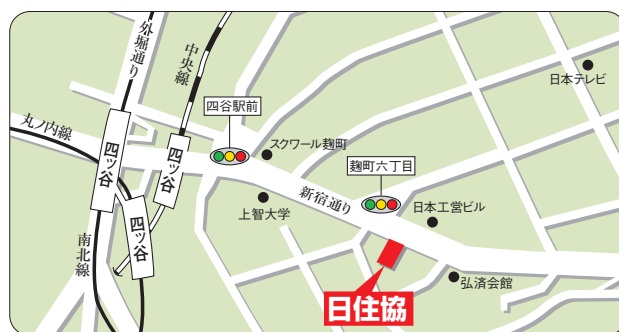 外堀通り
中央線
日本テレビ
四谷駅前
丸ノ内線
スクワール麹町
四ッ谷
四ッ谷
麹町六丁目
新宿通り
上智大学
日本工営ビル
四ッ谷
南北線
弘済会館
日住協